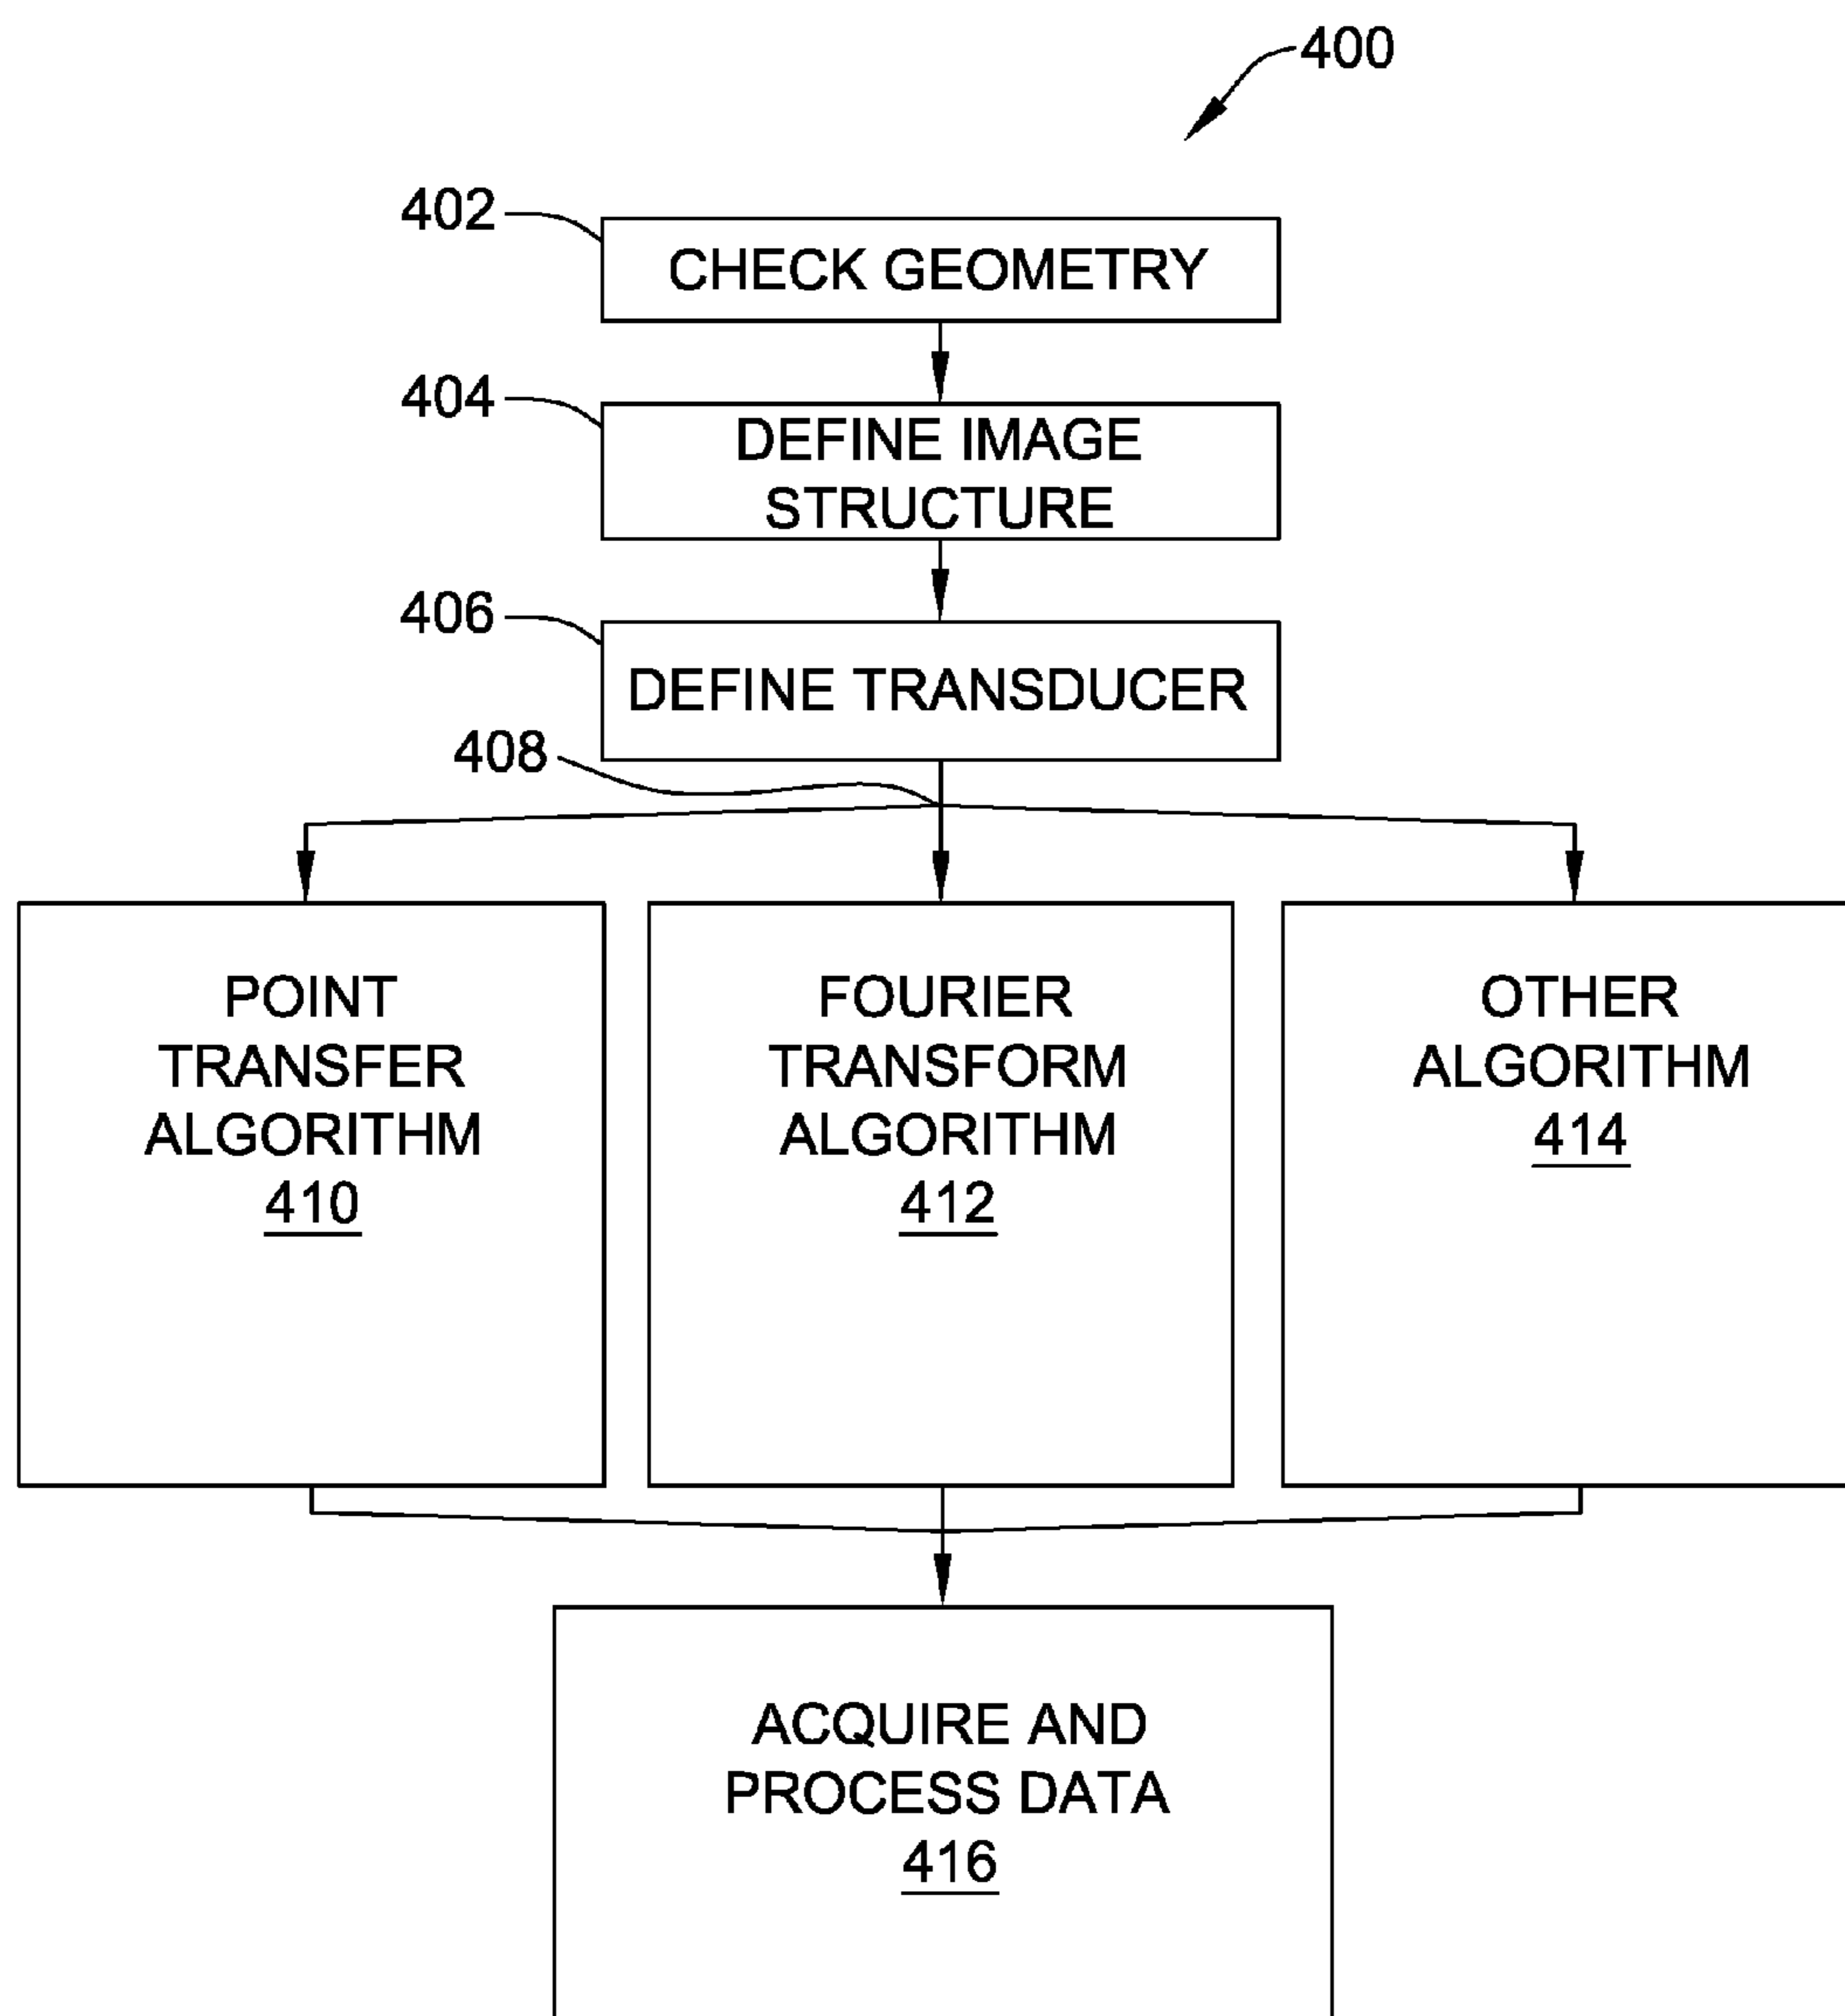 400
402
CHECK GEOMETRY
404
DEFINE IMAGE
STRUCTURE
406
DEFINE TRANSDUCER
408
POINT
TRANSFER
ALGORITHM
410
FOURIER
TRANSFORM
ALGORITHM
412
OTHER
ALGORITHM
414
ACQUIRE AND
PROCESS DATA
416